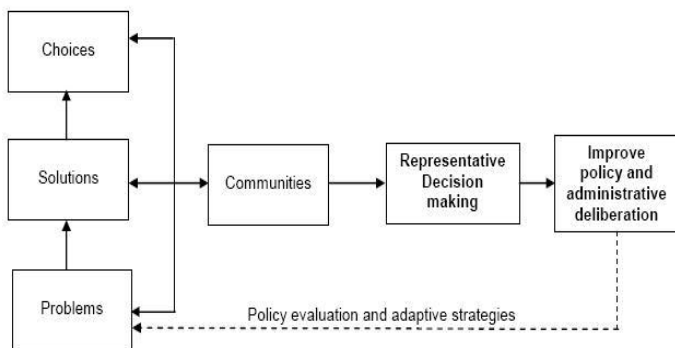 Choices
Solutions
Communities
Representative
Decision
making
Improve
policy and
administrative
deliberation
Problems
Policy evaluation and adaptive strategies